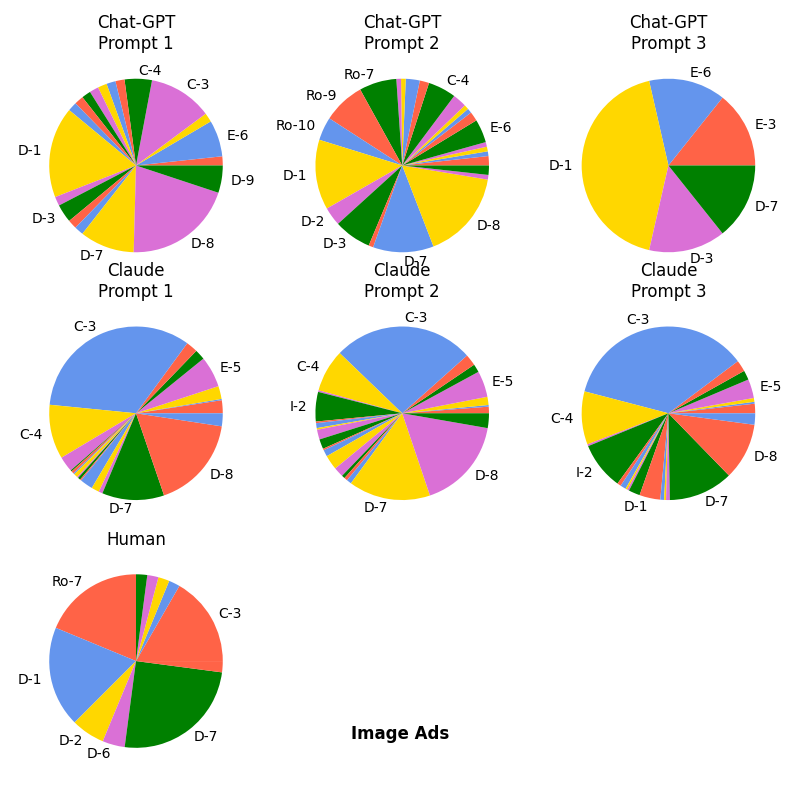 Chat-GPT
Prompt 1
C-4
C-3
E-6
D-1
D-9
D-3
D-8
D-7
Chat-GPT
Prompt 2
Ro-7
C-4
Ro-9
Ro-10
E-6
D-1
D-2
D-8
D-3
D-7
Chat-GPT
Prompt 3
E-6
E-3
D-1
D-7
D-3
Claude
Prompt 1
C-3
E-5
C-4
D-8
D-7
Claude
Prompt 2
C-3
C-4
E-5
I-2
D-8
D-7
Claude
Prompt 3
C-3
E-5
C-4
D-8
I-2
D-7
D-1
Human
Ro-7
C-3
D-1
D-2
D-7
D-6
Image Ads